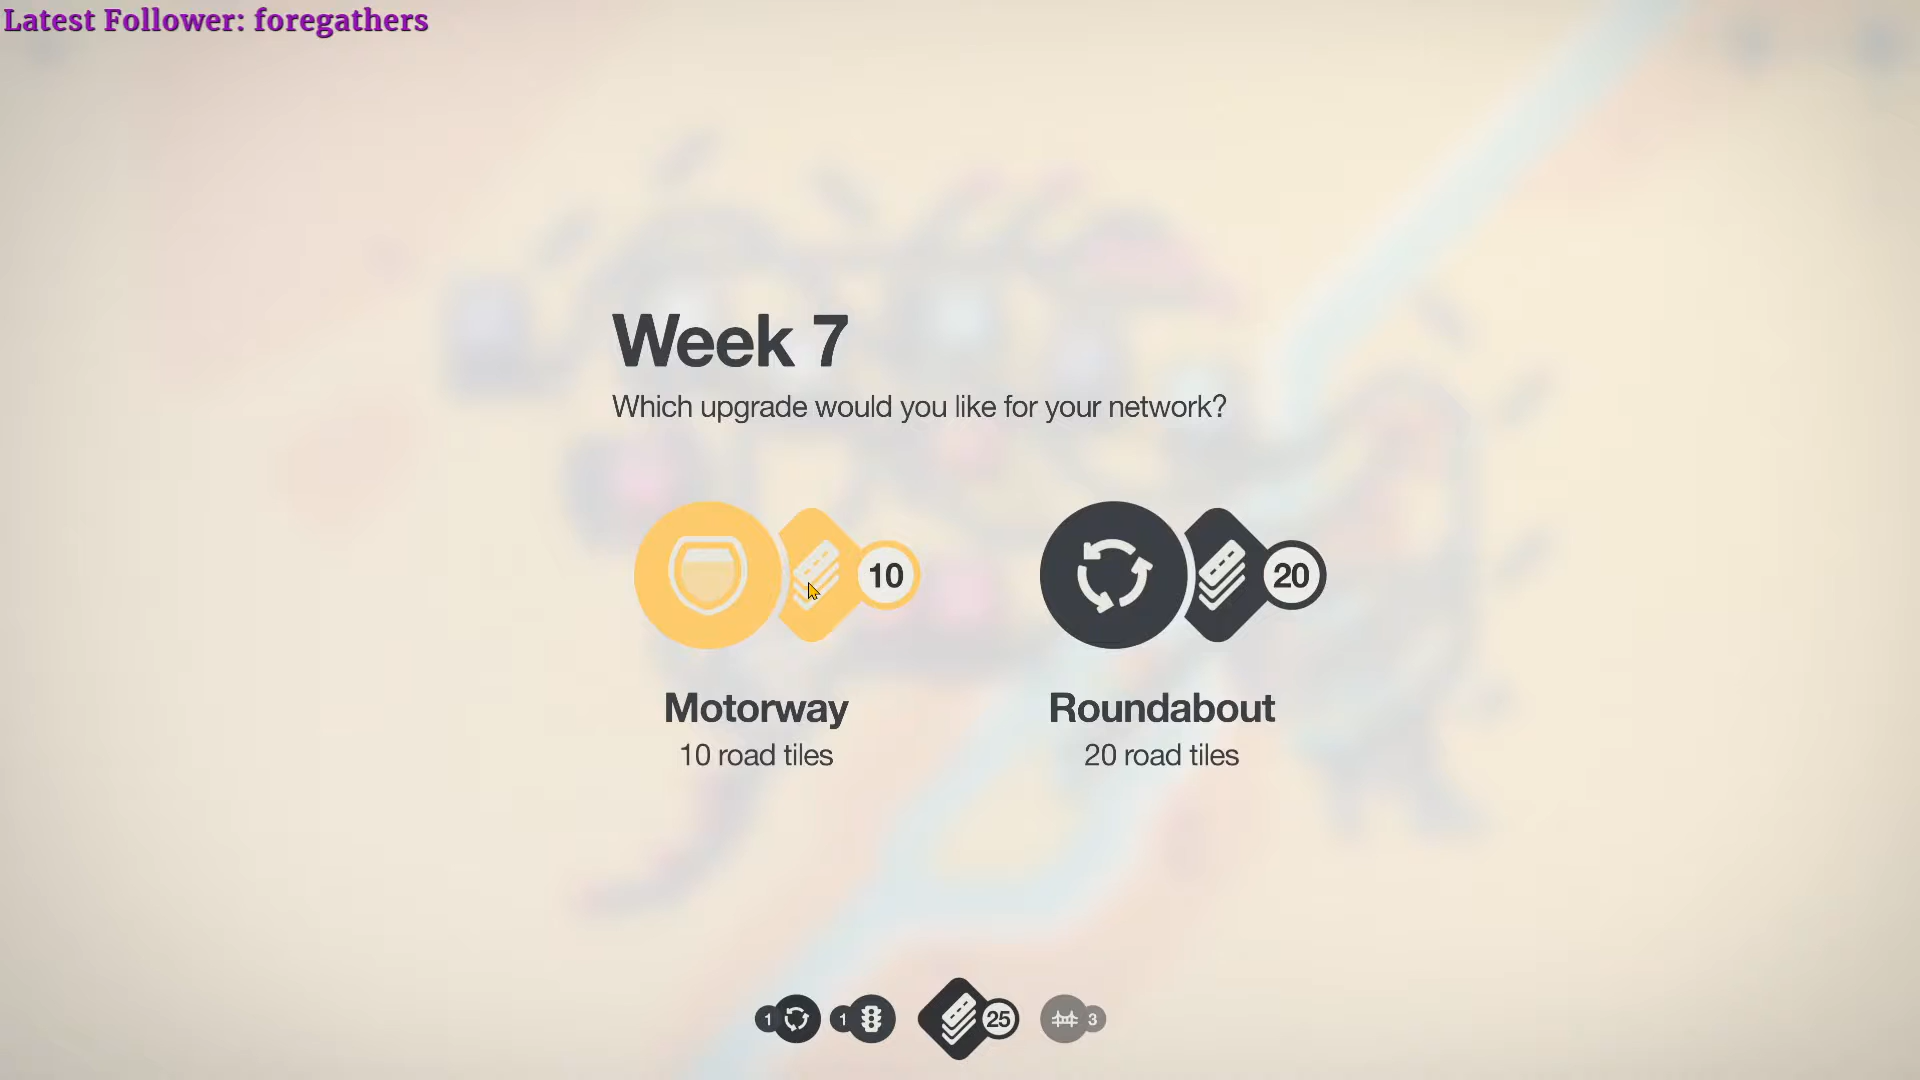 Latest Follower: foregathers
Week 7
Which upgrade would you like for your network?
10
20
Motorway
Roundabout
10 road tiles
20 road tiles
1
1
25
3